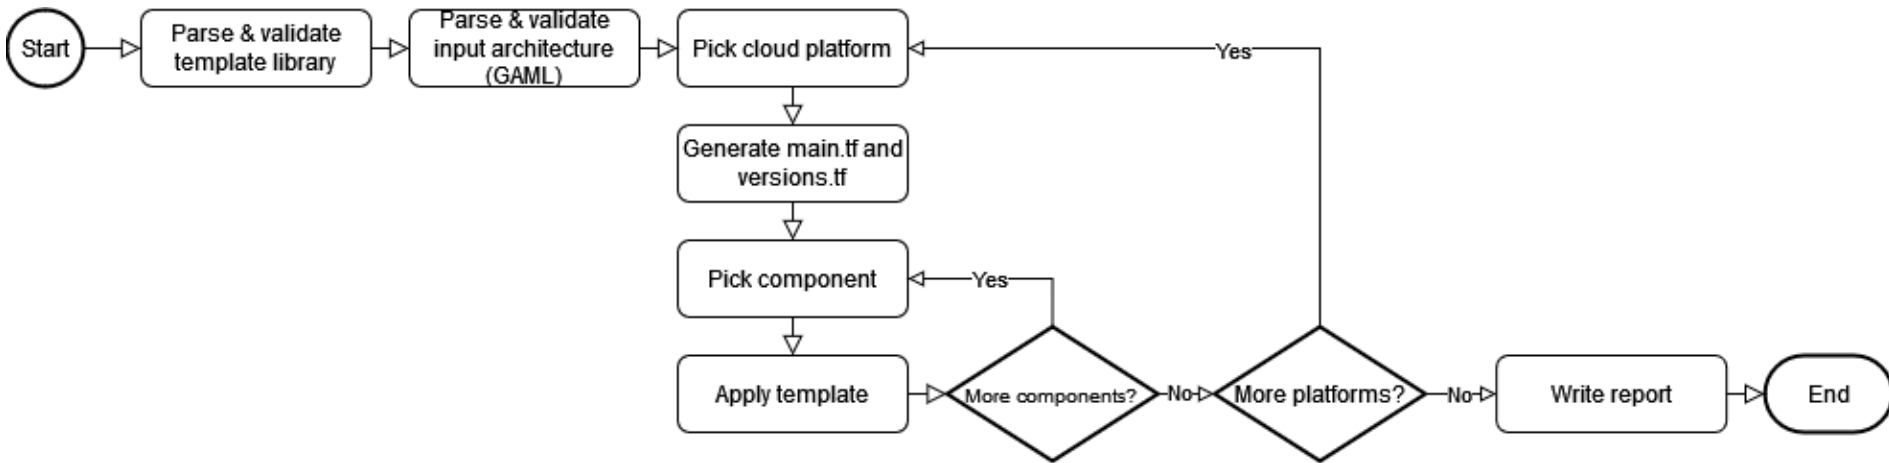 Start
Parse & validate
template library
Parse & validate
input architecture
(GAML)
Pick cloud platform
Yes
Generate main.tf and
versions.tf
Pick component
Yes
Apply template
More components?
No
More platforms?
No
Write report
End